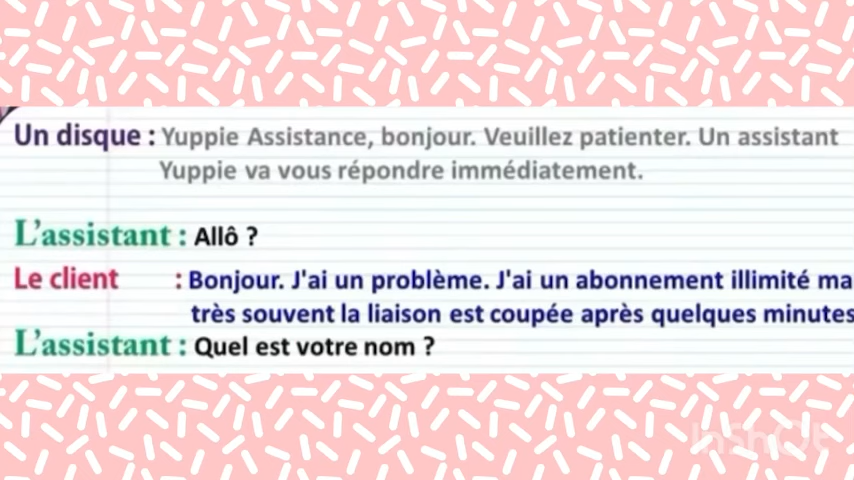 Un disque : Yuppie Assistance, bonjour. Veuillez patienter. Un assistant
Yuppie va vous répondre immédiatement.
L'assistant : Allô ?
Le client : Bonjour. J'ai un problème. J'ai un abonnement illimité ma
très souvent la liaison est coupée après quelques minutes
L'assistant : Quel est votre nom ?
InShOt